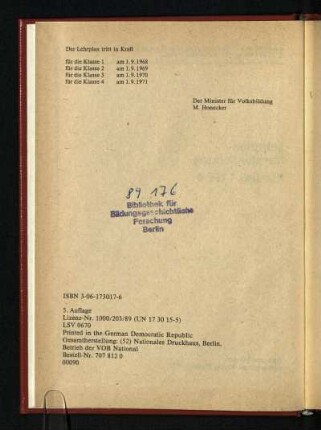 Der Lehrplan tritt in Kraft
für die Klasse 1 am 1. 9. 1968
für die Klasse 2 am 1. 9. 1969
für die Klasse 3 am 1. 9. 1970
für die Klasse 4 am 1. 9. 1971
Der Minister für Volksbildung
M. Honecker
89 176
Bibliothek für
Bildungsgeschichtliche
Forschung
Berlin
ISBN 3-06-173017-6
5. Auflage
Lizenz-Nr. 1000/203/89 (UN 17 30 15-5)
LSV 0670
Printed in the German Democratic Republic
Gesamtherstellung: (52) Nationales Druckhaus, Berlin,
Betrieb der VOB National
Bestell-Nr. 707 812 0
00090